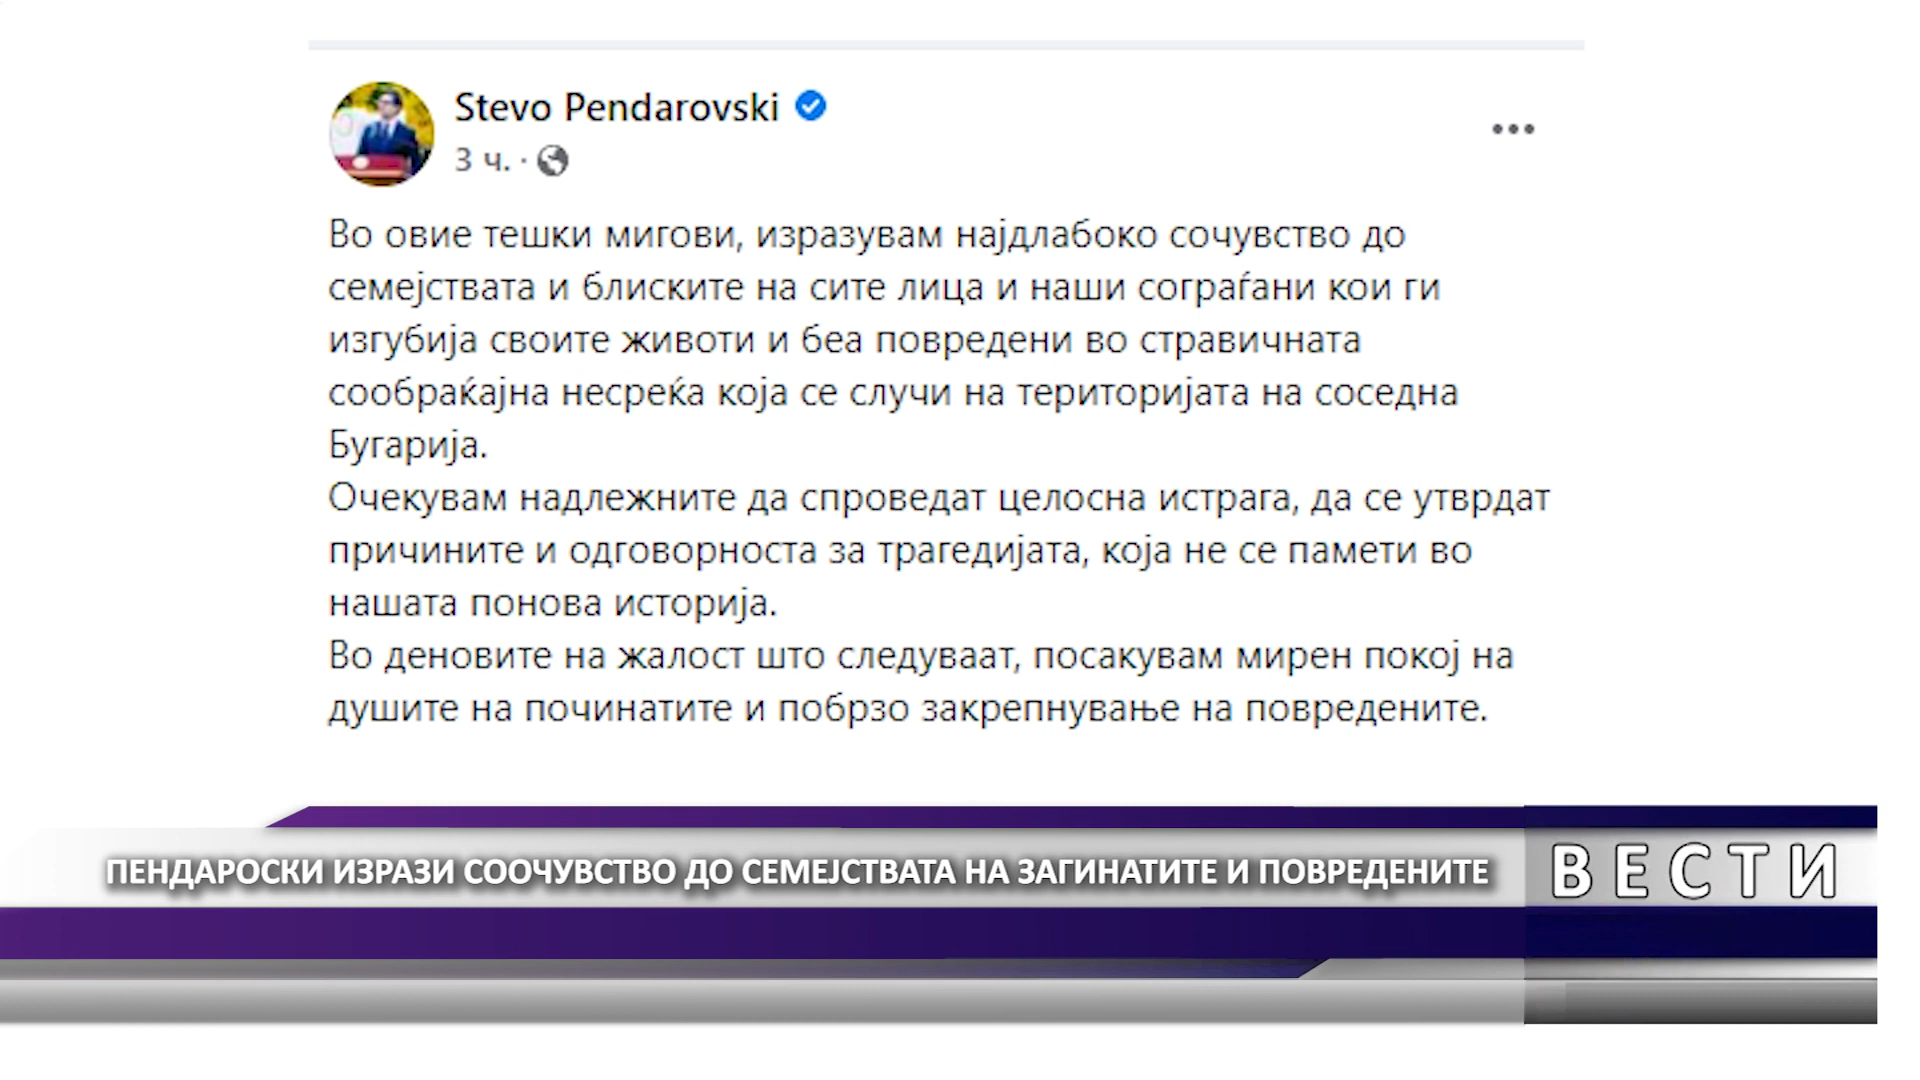 Stevo Pendarovski
3 ч. ·
Во овие тешки мигови, изразувам најдлабоко сочувство до
семејствата и блиските на сите лица и наши сограѓани кои ги
изгубија своите животи и беа повредени во стравичната
сообраќајна несреќа која се случи на територијата на соседна
Бугарија.
Очекувам надлежните да спроведат целосна истрага, да се утврдат
причините и одговорноста за трагедијата, која не се памети во
нашата понова историја.
Во деновите на жалост што следуваат, посакувам мирен покој на
душите на починатите и побрзо закрепнување на повредените.
ПЕНДАРОСКИ ИЗРАЗИ СООЧУВСТВО ДО СЕМЕЈСТВАТА НА ЗАГИНАТИТЕ И ПОВРЕДЕНИТЕ
ВЕСТИ